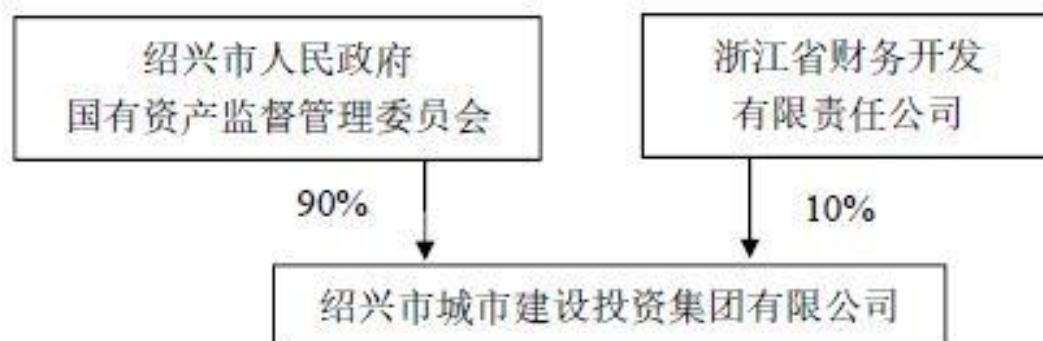 绍兴市人民政府
国有资产监督管理委员会
浙江省财务开发
有限责任公司
90%
10%
绍兴市城市建设投资集团有限公司